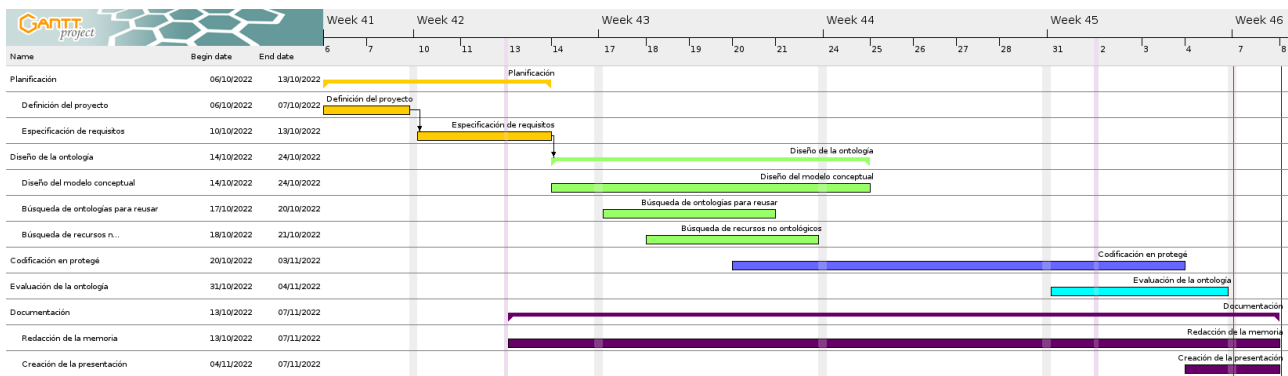 GANTT project
Week 41 Week 42 Week 43 Week 44 Week 45 Week 46
6 7 10 11 13 14 17 18 19 20 21 24 25 26 27 28 31 2 3 4 7 8
Name Begin date End date
Planificación 06/10/2022 13/10/2022 Planificación
Definición del proyecto 06/10/2022 07/10/2022 Definición del proyecto
Especificación de requisitos 10/10/2022 13/10/2022 Especificación de requisitos
Diseño de la ontología 14/10/2022 24/10/2022 Diseño de la ontología
Diseño del modelo conceptual 14/10/2022 24/10/2022 Diseño del modelo conceptual
Búsqueda de ontologías para reusar 17/10/2022 20/10/2022 Búsqueda de ontologías para reusar
Búsqueda de recursos n... 18/10/2022 21/10/2022 Búsqueda de recursos no ontológicos
Codificación en protegé 20/10/2022 03/11/2022 Codificación en protegé
Evaluación de la ontología 31/10/2022 04/11/2022 Evaluación de la ontología
Documentación 13/10/2022 07/11/2022 Documentación
Redacción de la memoria 13/10/2022 07/11/2022 Redacción de la memoria
Creación de la presentación 04/11/2022 07/11/2022 Creación de la presentación